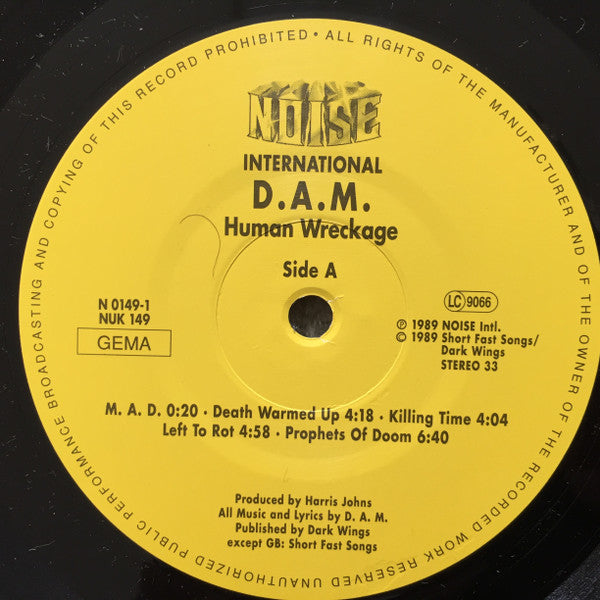 ALL RIGHTS OF THE MANUFACTURER AND OF THE OWNER OF THE RECORDED WORK RESERVED UNAUTHORIZED PUBLIC PERFORMANCE BROADCASTING AND COPYING OF THIS RECORD PROHIBITED •
NOISE
INTERNATIONAL
D.A.M.
Human Wreckage
Side A
N 0149-1
NUK 149
GEMA
LC 9066
℗ 1989 NOISE Intl.
© 1989 Short Fast Songs/
Dark Wings
STEREO 33
M. A. D. 0:20 · Death Warmed Up 4:18 · Killing Time 4:04
Left To Rot 4:58 · Prophets Of Doom 6:40
Produced by Harris Johns
All Music and Lyrics by D. A. M.
Published by Dark Wings
except GB: Short Fast Songs